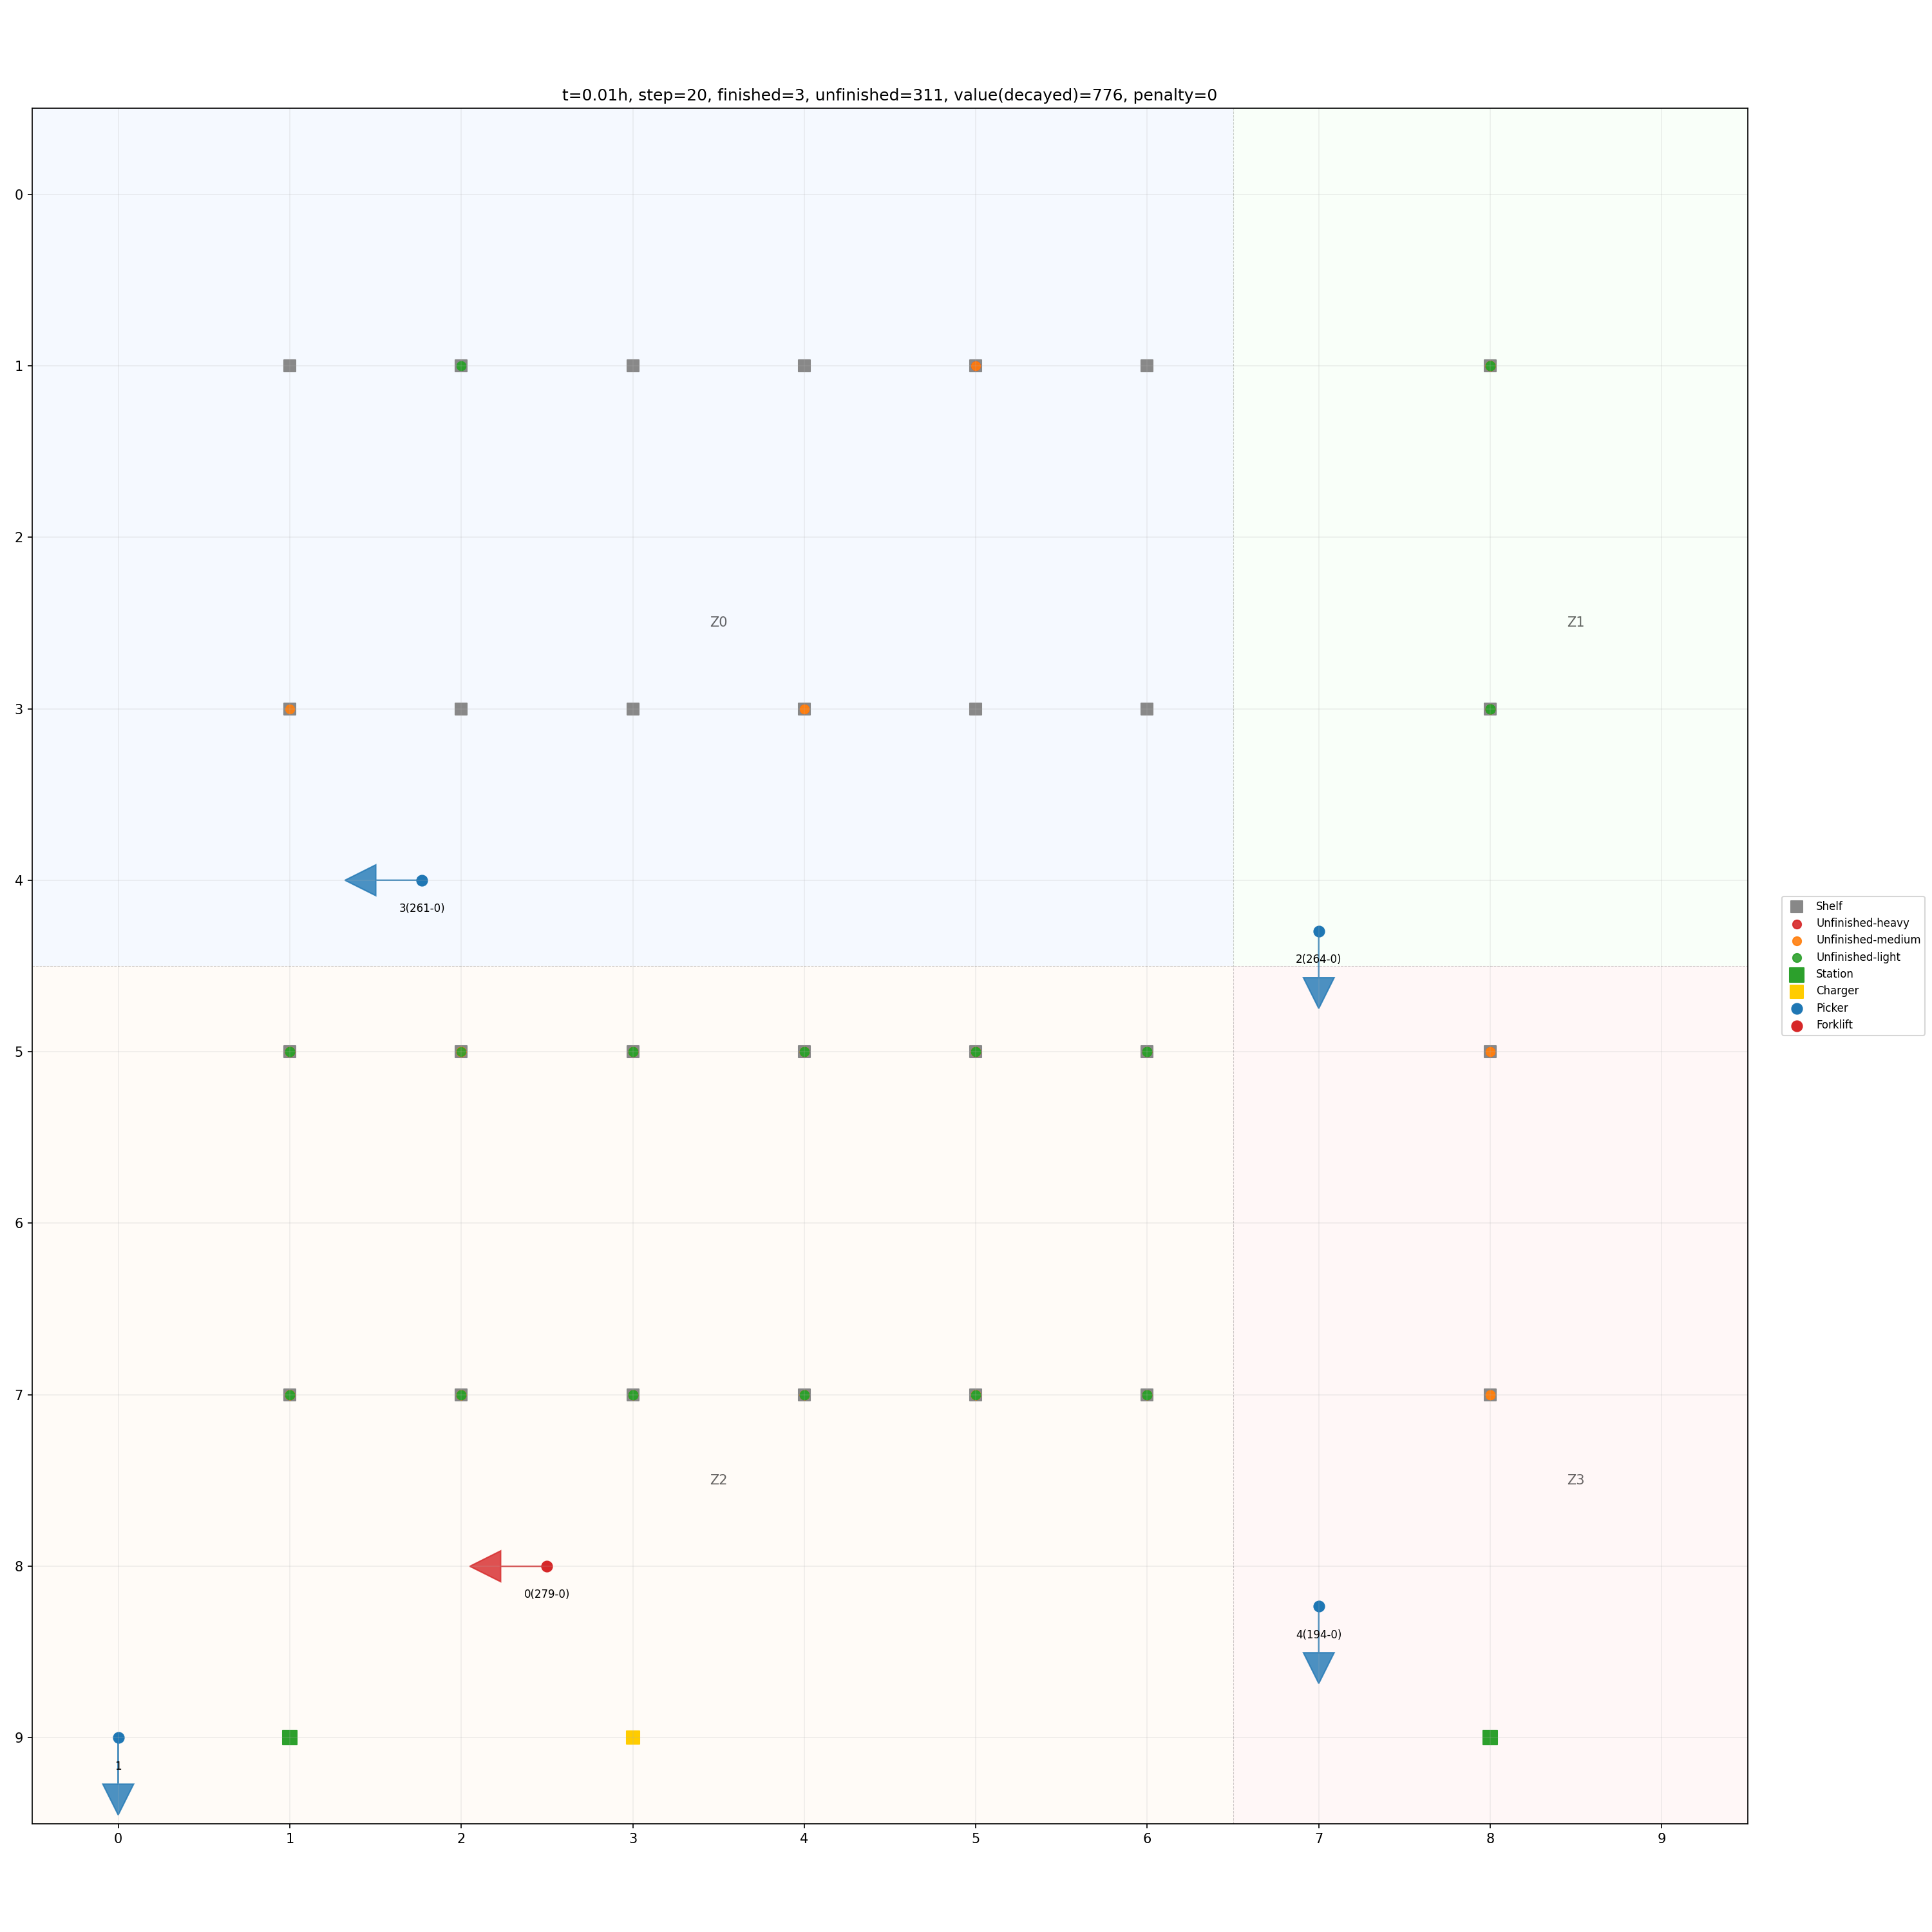 t=0.01h, step=20, finished=3, unfinished=311, value(decayed)=776, penalty=0
0
1
2
Z0
Z1
3
4
3(261-0)
2(264-0)
5
6
7
Z2
Z3
8
0(279-0)
4(194-0)
9
1
0 1 2 3 4 5 6 7 8 9
Shelf
Unfinished-heavy
Unfinished-medium
Unfinished-light
Station
Charger
Picker
Forklift